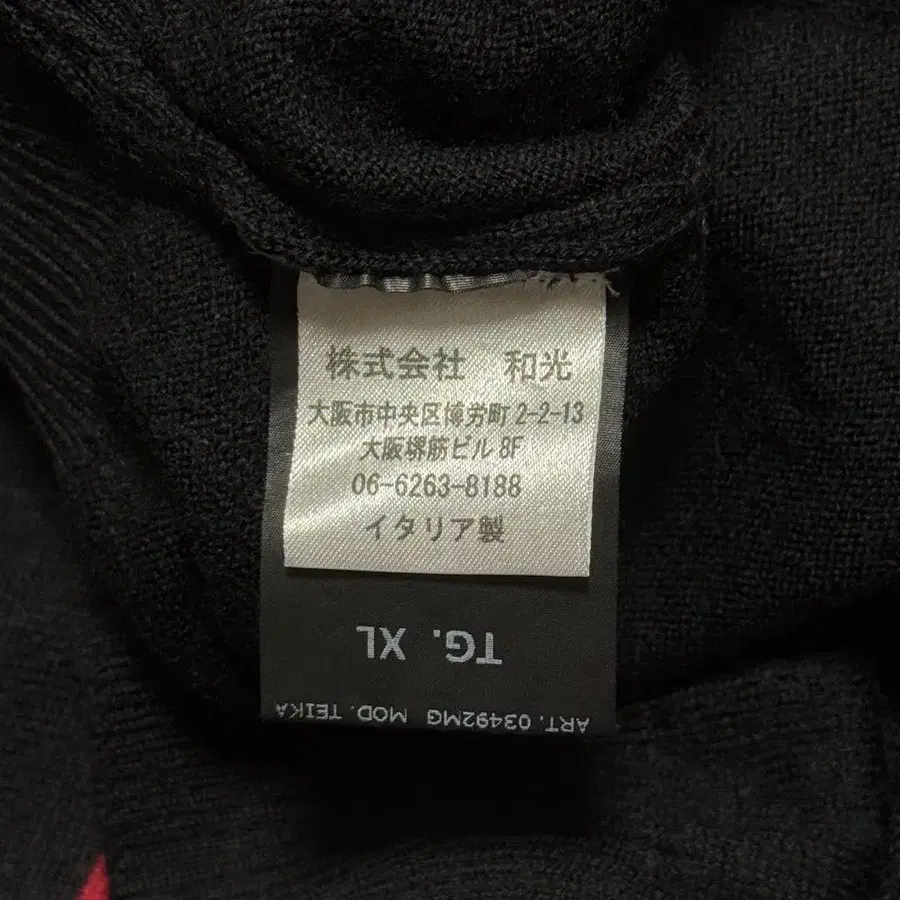 株式会社　和光
大阪市中央区博労町2-2-13
大阪堺筋ビル8F
06-6263-8188
イタリア製
TG. XL
ART. 03492MG MOD. TEIKA